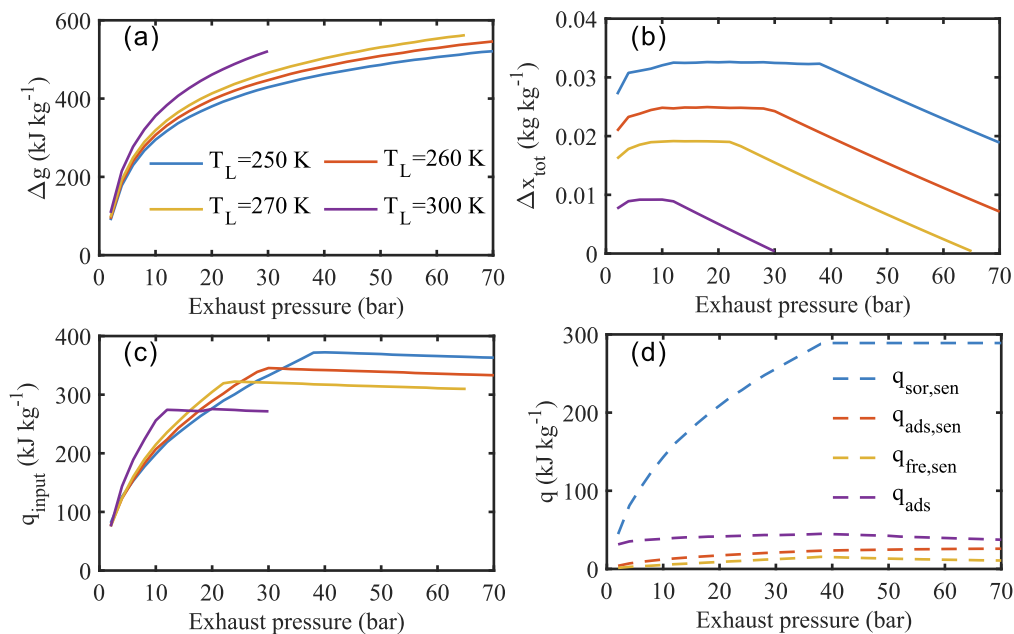 (a)
600
400
200
0
Δg (kJ kg⁻¹)
T_L=250 K
T_L=260 K
T_L=270 K
T_L=300 K
0 10 20 30 40 50 60 70
Exhaust pressure (bar)
(b)
0.04
0.03
0.02
0.01
0
Δx_tot (kg kg⁻¹)
0 10 20 30 40 50 60 70
Exhaust pressure (bar)
(c)
400
300
200
100
0
q_input (kJ kg⁻¹)
0 10 20 30 40 50 60 70
Exhaust pressure (bar)
(d)
300
200
100
0
q (kJ kg⁻¹)
q_sor,sen
q_ads,sen
q_fre,sen
q_ads
0 10 20 30 40 50 60 70
Exhaust pressure (bar)